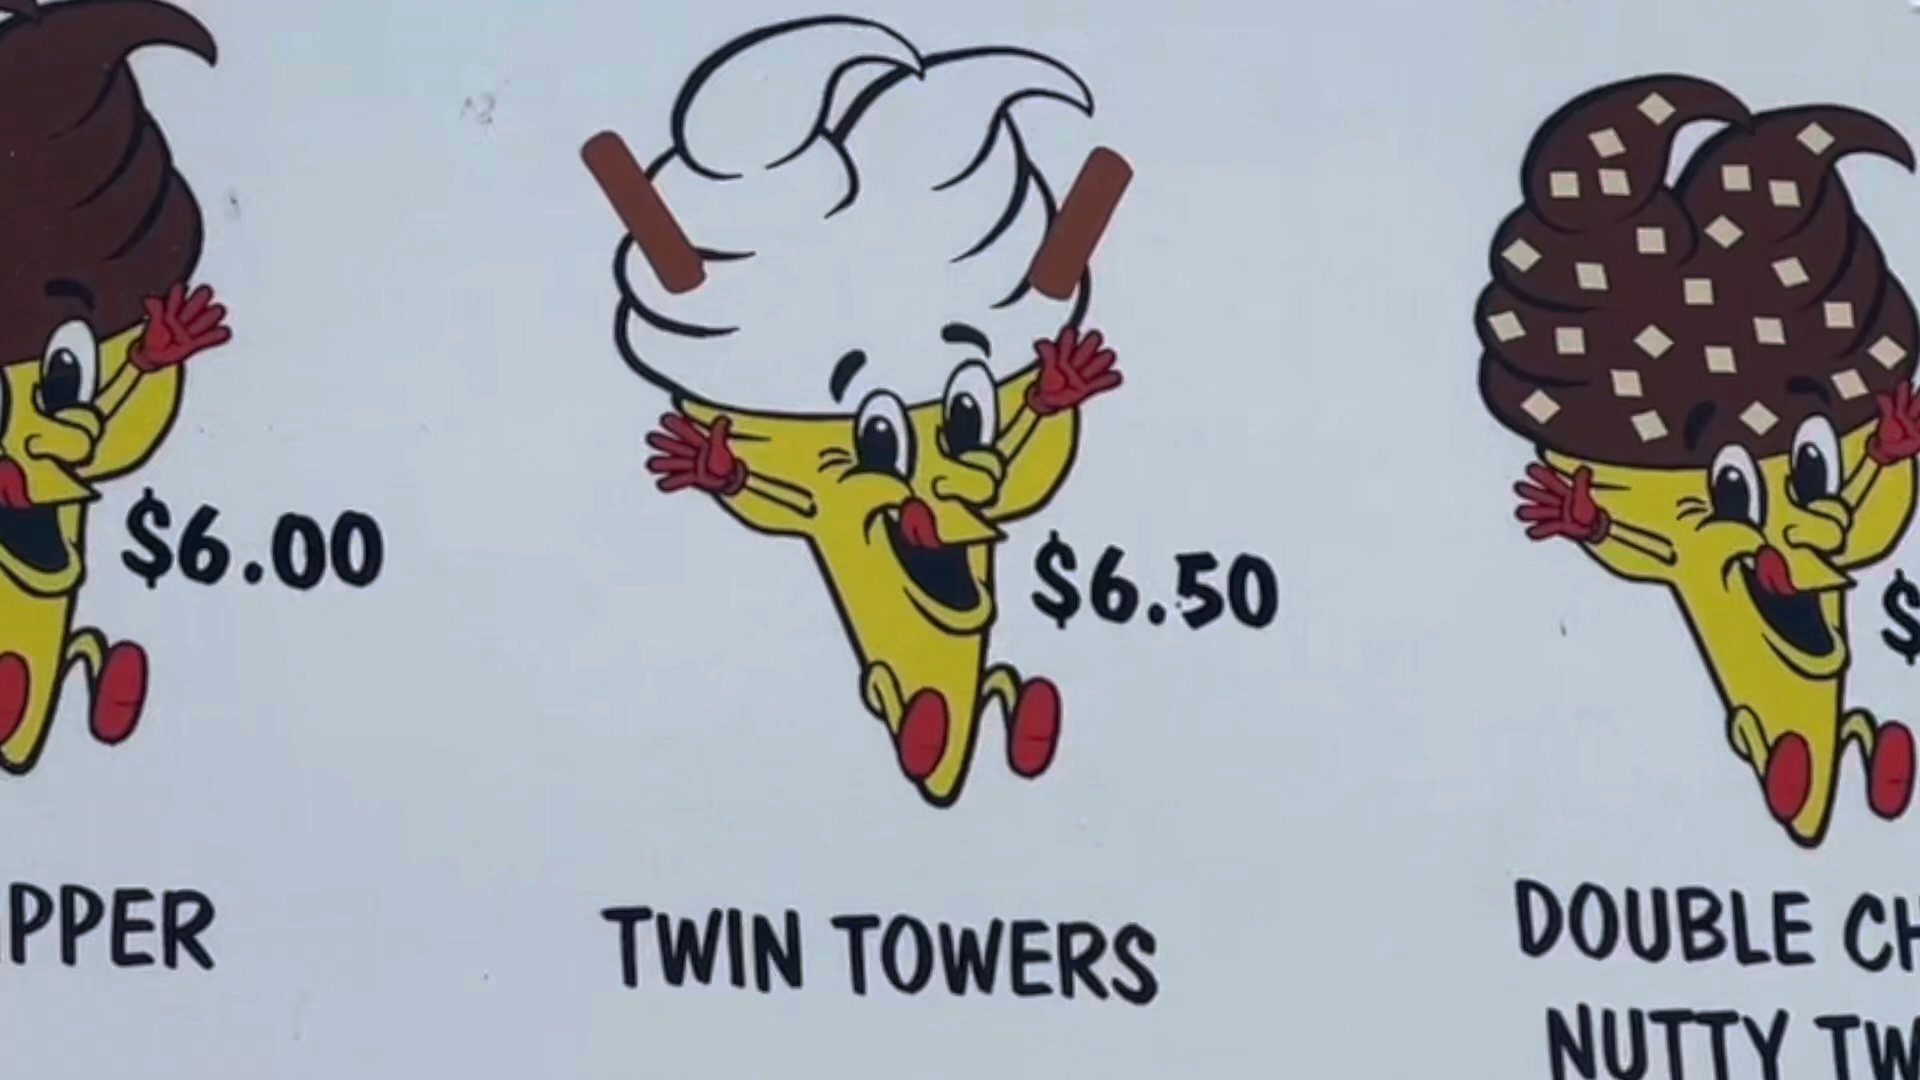 $6.00
$6.50
$
PPER
TWIN TOWERS
DOUBLE CH
NUTTY TW